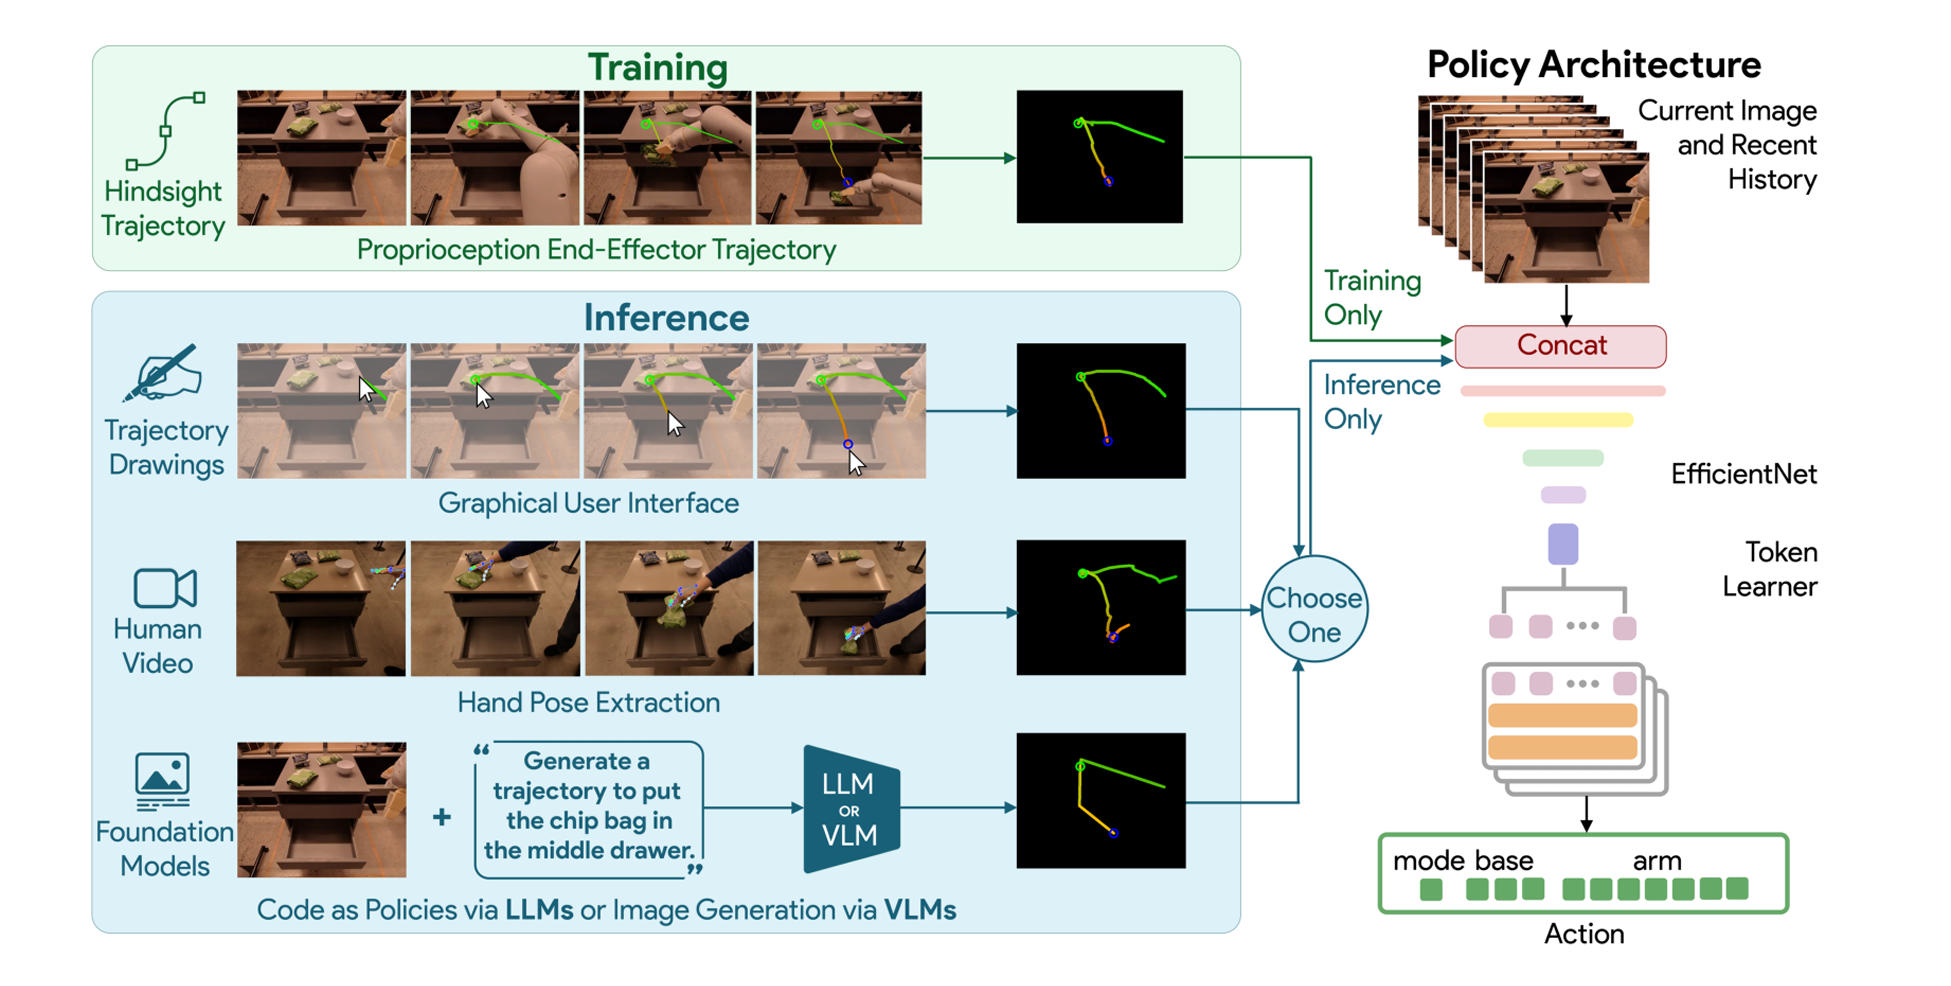 Training
Hindsight
Trajectory
Proprioception End-Effector Trajectory
Inference
Trajectory
Drawings
Graphical User Interface
Human
Video
Hand Pose Extraction
Foundation
Models
+
“
Generate a
trajectory to put
the chip bag in
the middle drawer.
”
LLM
OR
VLM
Code as Policies via LLMs or Image Generation via VLMs
Training
Only
Inference
Only
Choose
One
Policy Architecture
Current Image
and Recent
History
Concat
EfficientNet
Token
Learner
mode base arm
Action